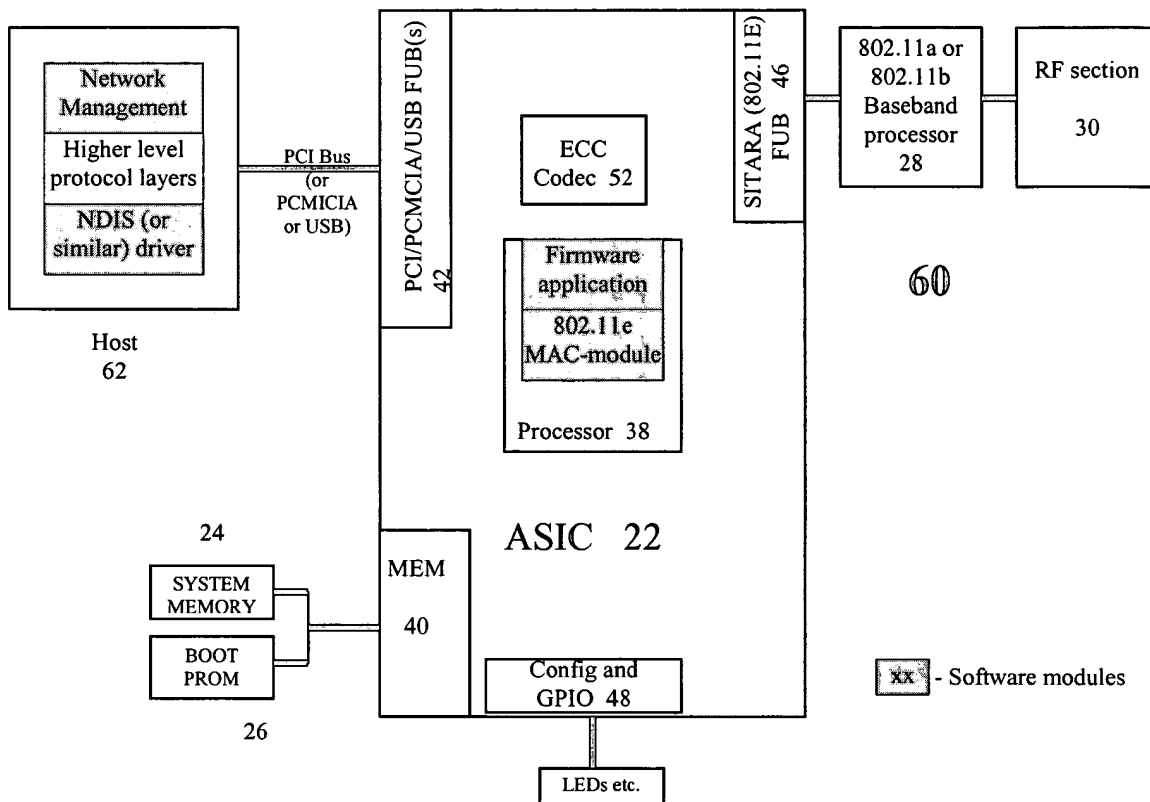 Network
Management
Higher level
protocol layers
NDIS (or
similar) driver
Host
62
PCI Bus
(or
PCMICIA
or USB)
PCI/PCMCIA/USB FUB(s)
42
ECC
Codec 52
Firmware
application
802.11e
MAC-module
Processor 38
ASIC 22
SITARA (802.11E)
FUB 46
802.11a or
802.11b
Baseband
processor
28
RF section
30
60
24
SYSTEM
MEMORY
BOOT
PROM
26
MEM
40
Config and
GPIO 48
LEDs etc.
xx - Software modules